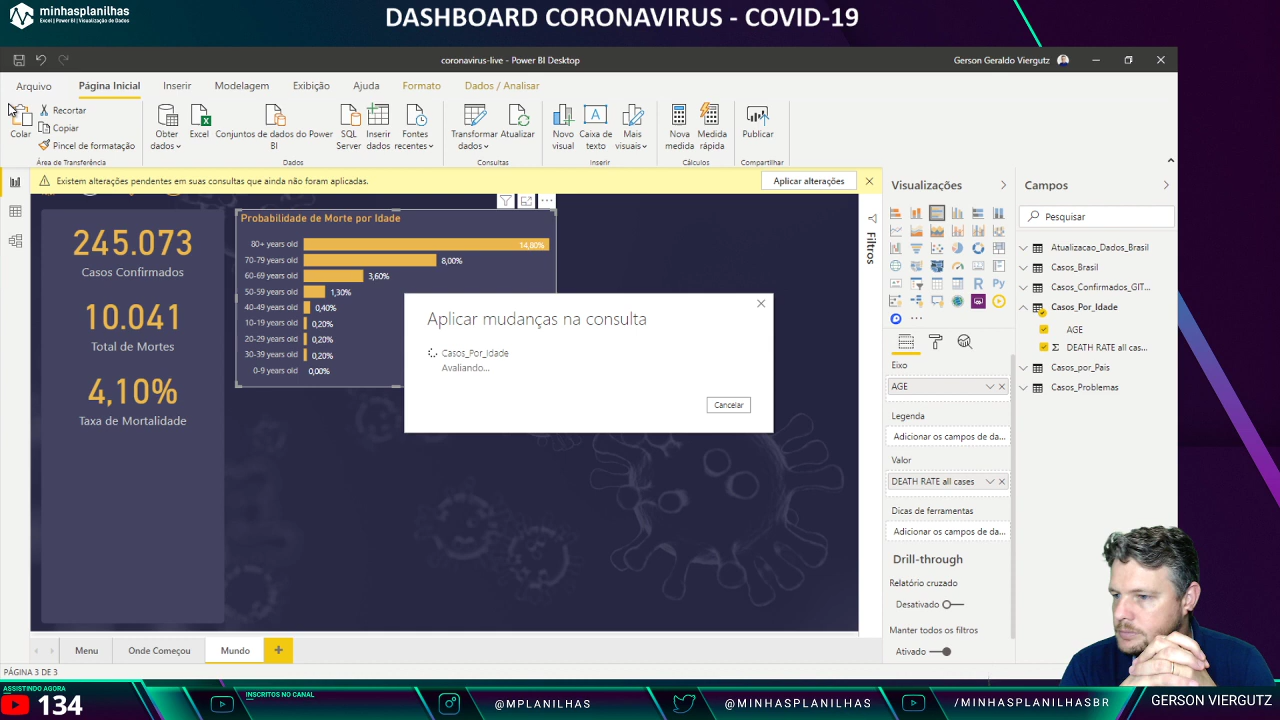 minhasplanilhas
Excel | Power BI | Visualização de Dados
DASHBOARD CORONAVIRUS - COVID-19
coronavirus-live - Power BI Desktop
Gerson Geraldo Viergutz
Arquivo
Página Inicial
Inserir
Modelagem
Exibição
Ajuda
Formato
Dados / Analisar
Colar
Recortar
Copiar
Pincel de formatação
Área de Transferência
Obter dados
Excel
Conjuntos de dados do Power BI
SQL Server
Inserir dados
Fontes recentes
Dados
Transformar dados
Atualizar
Consultas
Novo visual
Caixa de texto
Mais visuais
Inserir
Nova medida
Medida rápida
Cálculos
Publicar
Compartilhar
Existem alterações pendentes em suas consultas que ainda não foram aplicadas.
Aplicar alterações
245.073
Casos Confirmados
10.041
Total de Mortes
4,10%
Taxa de Mortalidade
Probabilidade de Morte por Idade
80+ years old 14,80%
70-79 years old 8,00%
60-69 years old 3,60%
50-59 years old 1,30%
40-49 years old 0,40%
10-19 years old 0,20%
20-29 years old 0,20%
30-39 years old 0,20%
0-9 years old 0,00%
Aplicar mudanças na consulta
Casos_Por_Idade
Avaliando...
Cancelar
Filtros
Visualizações
R
Py
Eixo
AGE
Legenda
Adicionar os campos de da...
Valor
DEATH RATE all cases
Dicas de ferramentas
Adicionar os campos de da...
Drill-through
Relatório cruzado
Desativado
Manter todos os filtros
Ativado
Campos
Pesquisar
Atualizacao_Dados_Brasil
Casos_Brasil
Casos_Confirmados_GIT...
Casos_Por_Idade
AGE
Σ DEATH RATE all cas...
Casos_por_Pais
Casos_Problemas
Menu
Onde Começou
Mundo
PÁGINA 3 DE 3
ASSISTINDO AGORA
134
INSCRITOS NO CANAL
@MPLANILHAS
@MINHASPLANILHAS
/MINHASPLANILHASBR
GERSON VIERGUTZ